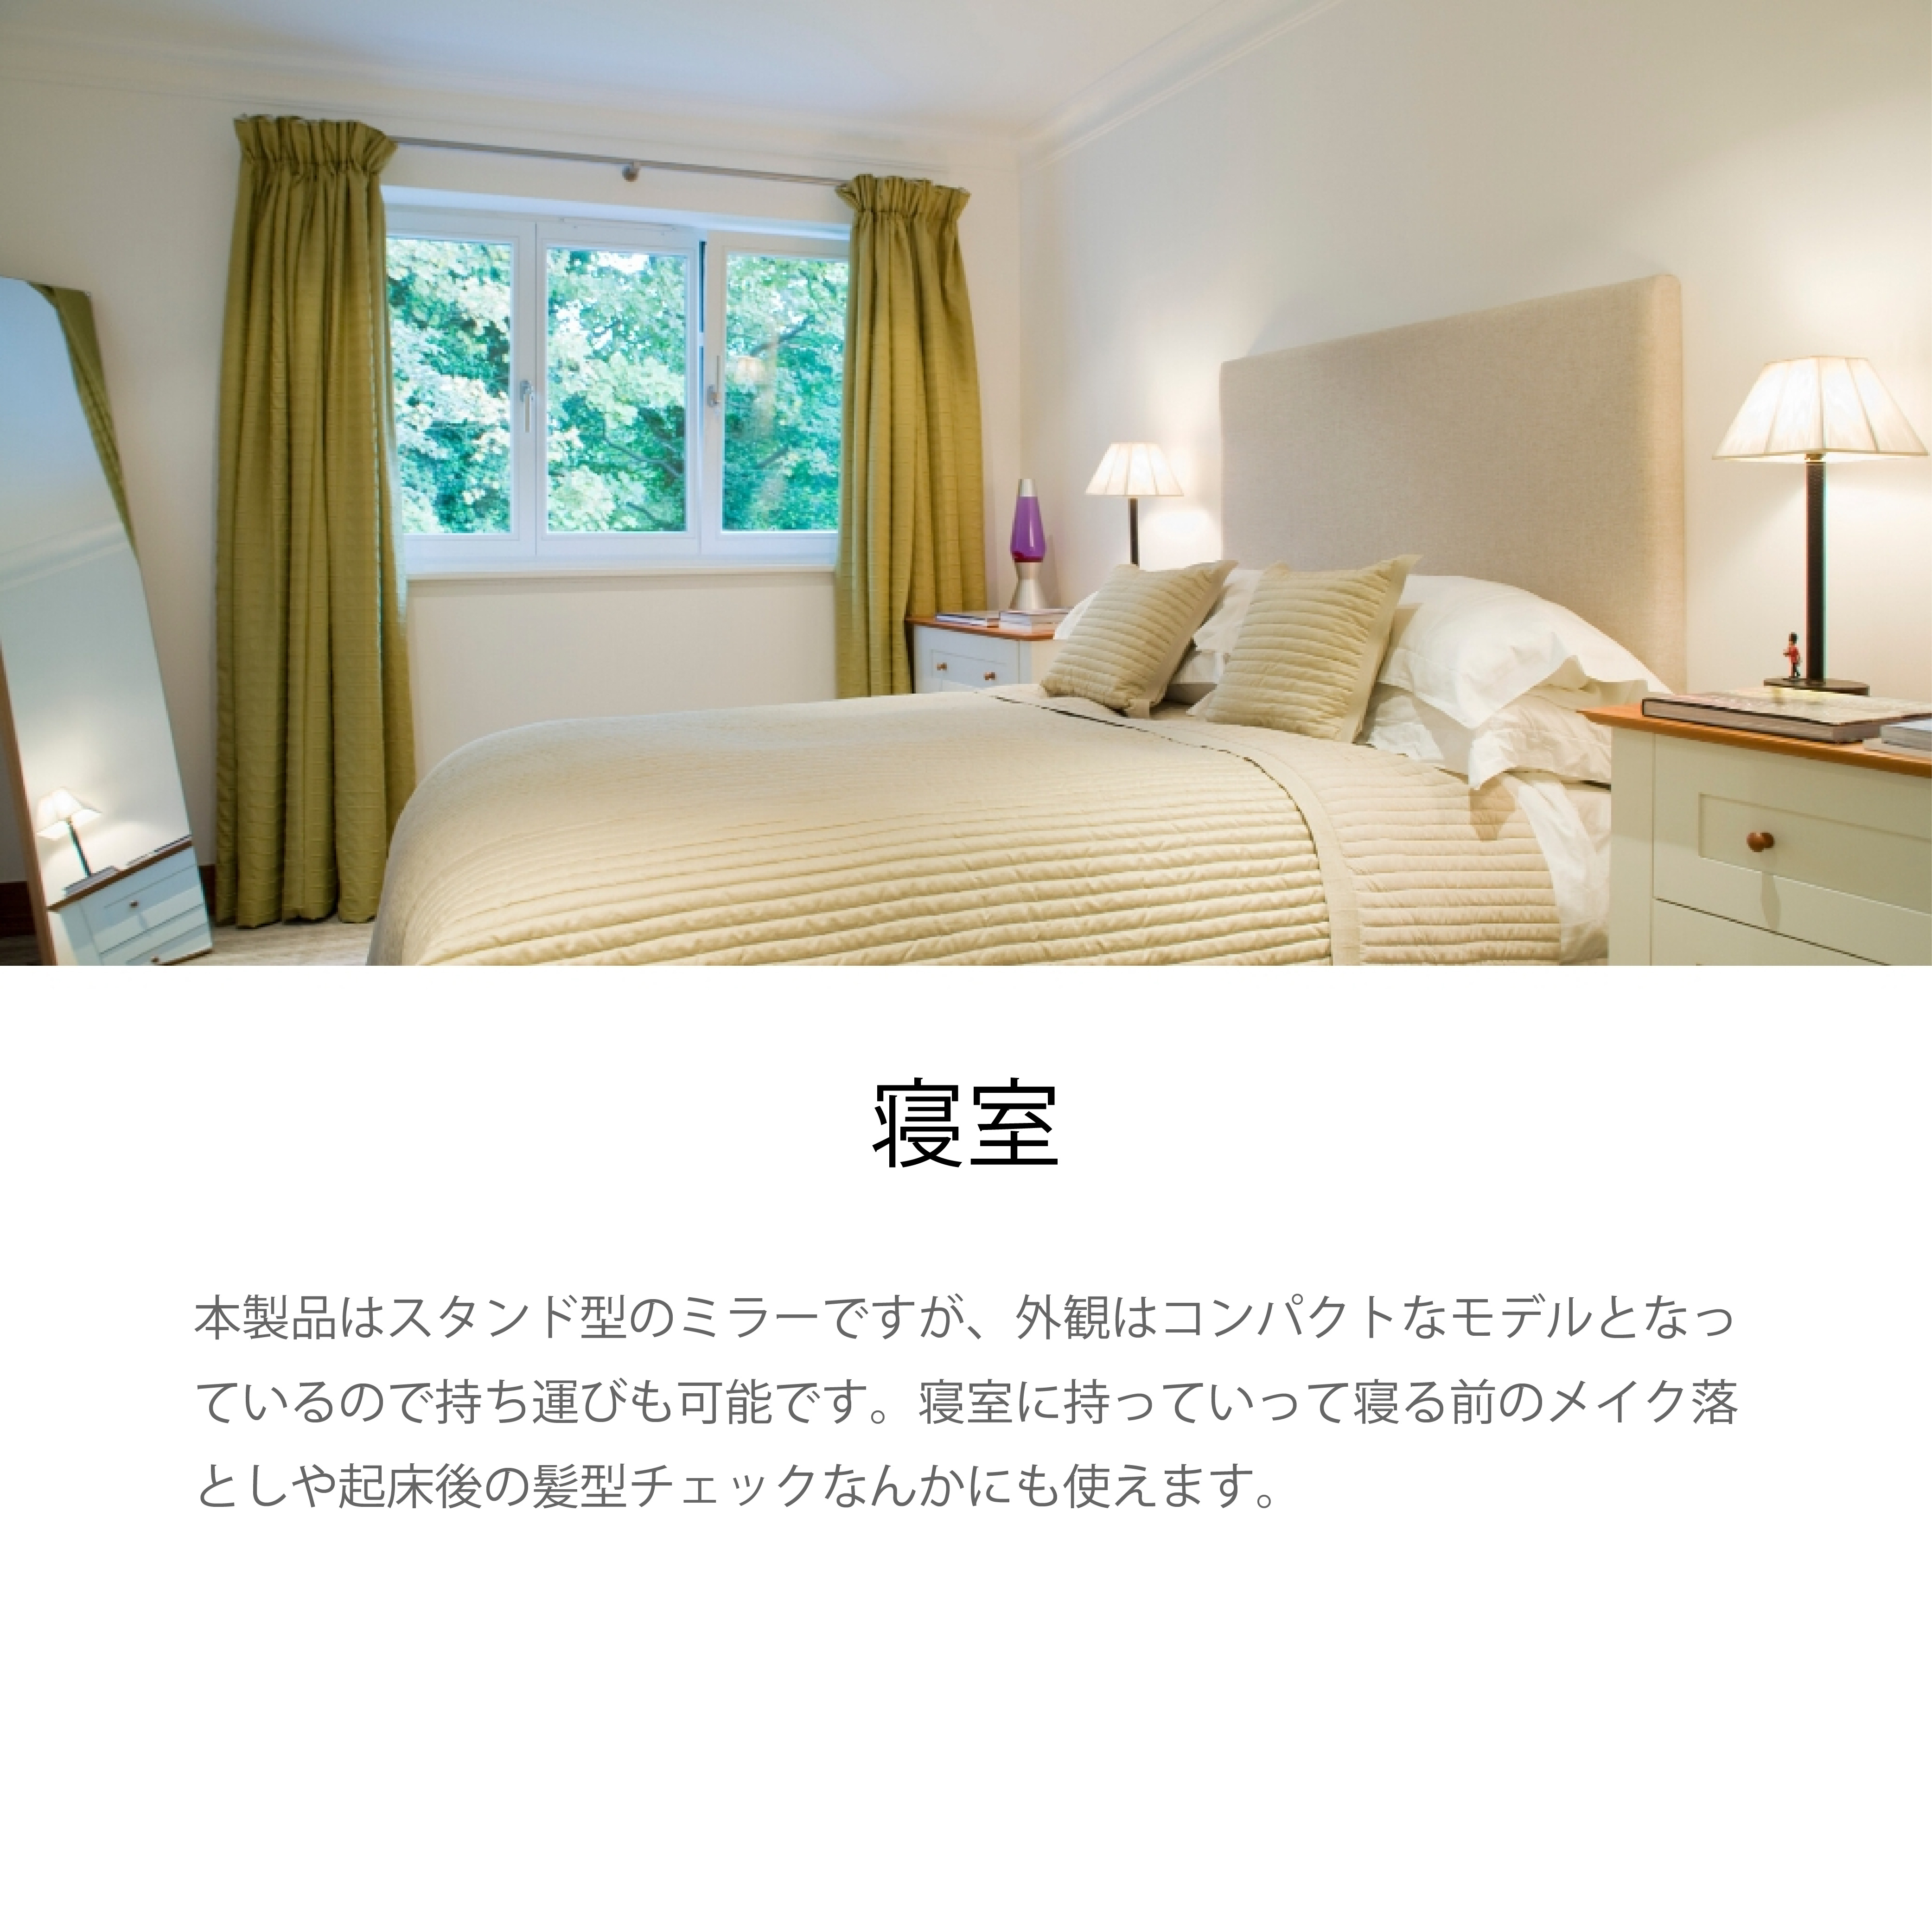 寝室
本製品はスタンド型のミラーですが、外観はコンパクトなモデルとなっ
ているので持ち運びも可能です。寝室に持っていって寝る前のメイク落
としや起床後の髪型チェックなんかにも使えます。